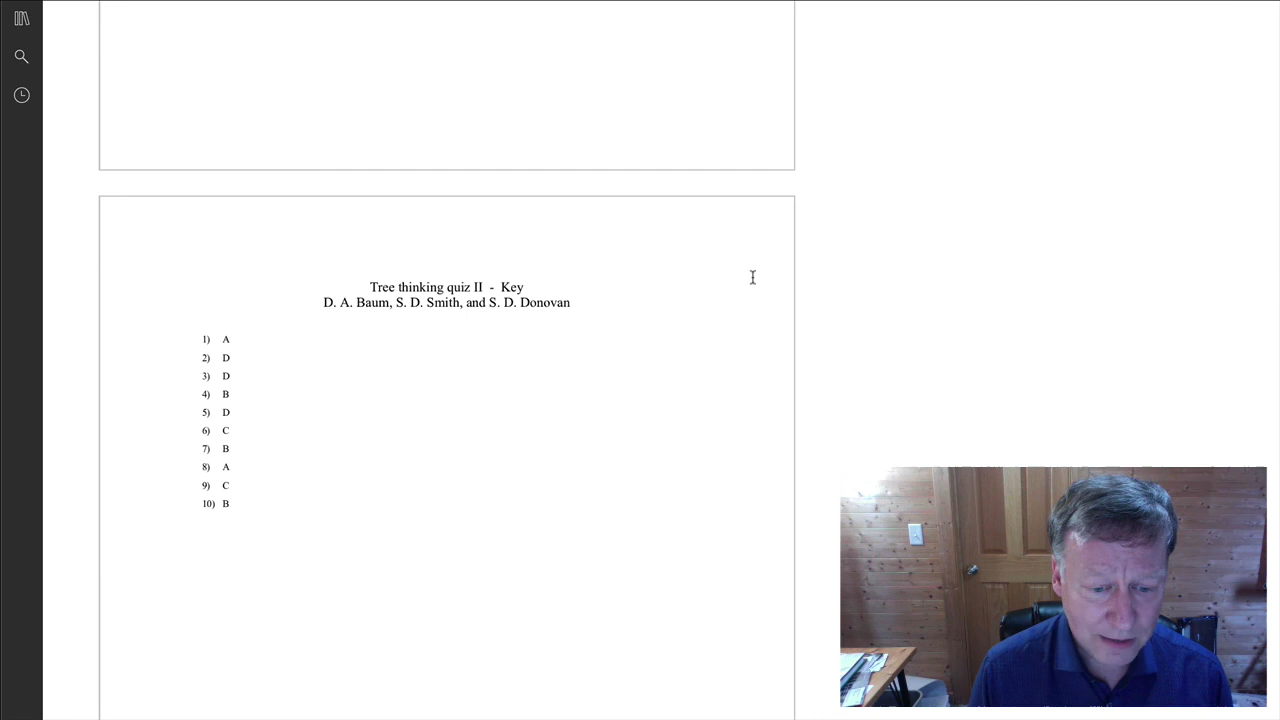 Tree thinking quiz II - Key
D. A. Baum, S. D. Smith, and S. D. Donovan
1) A
2) D
3) D
4) B
5) D
6) C
7) B
8) A
9) C
10) B